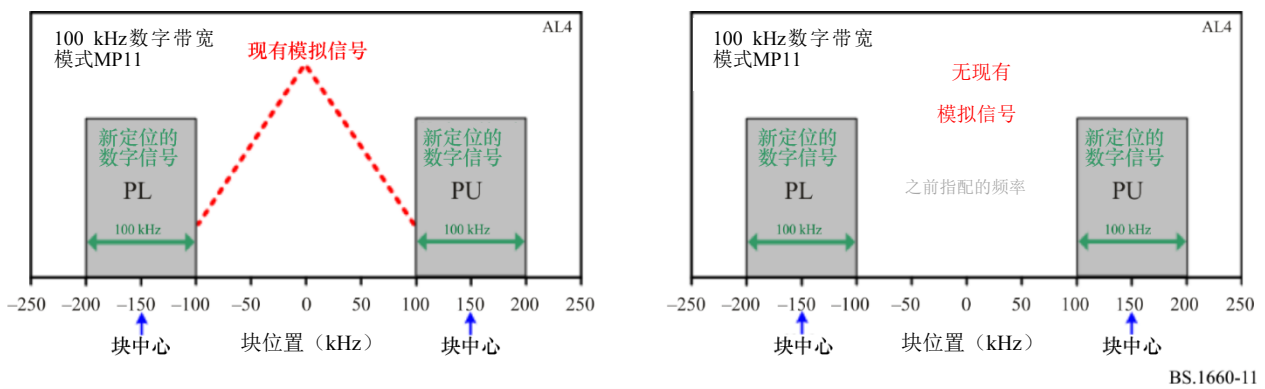 100 kHz数字带宽
模式MP11
AL4
现有模拟信号
新定位的
数字信号
PL
100 kHz
新定位的
数字信号
PU
100 kHz
–250 –200 –150 –100 –50 0 50 100 150 200 250
块中心
块位置（kHz）
块中心
100 kHz数字带宽
模式MP11
AL4
无现有
模拟信号
之前指配的频率
新定位的
数字信号
PL
100 kHz
新定位的
数字信号
PU
100 kHz
–250 –200 –150 –100 –50 0 50 100 150 200 250
块中心
块位置（kHz）
块中心
BS.1660-11